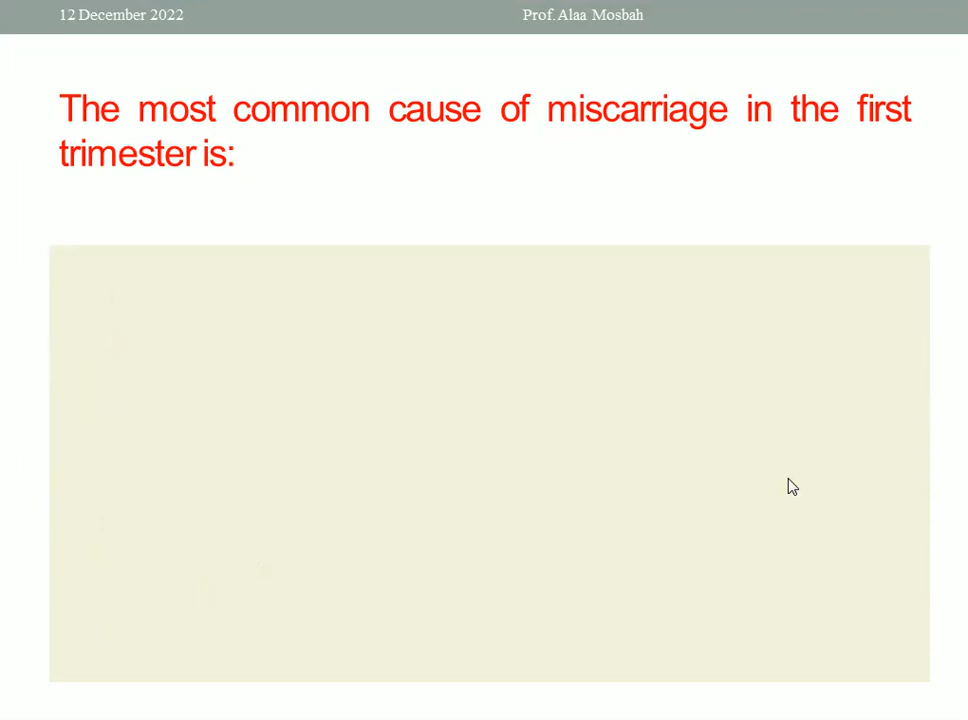 12 December 2022
Prof. Alaa Mosbah
The most common cause of miscarriage in the first
trimester is: